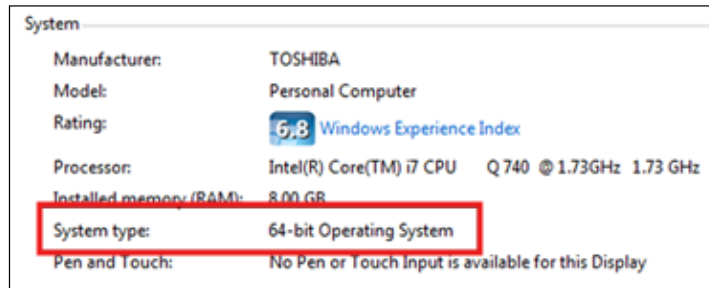 System
Manufacturer: TOSHIBA
Model: Personal Computer
Rating: 6,8 Windows Experience Index
Processor: Intel(R) Core(TM) i7 CPU Q 740 @ 1.73GHz 1.73 GHz
Installed memory (RAM): 8.00 GB
System type: 64-bit Operating System
Pen and Touch: No Pen or Touch Input is available for this Display